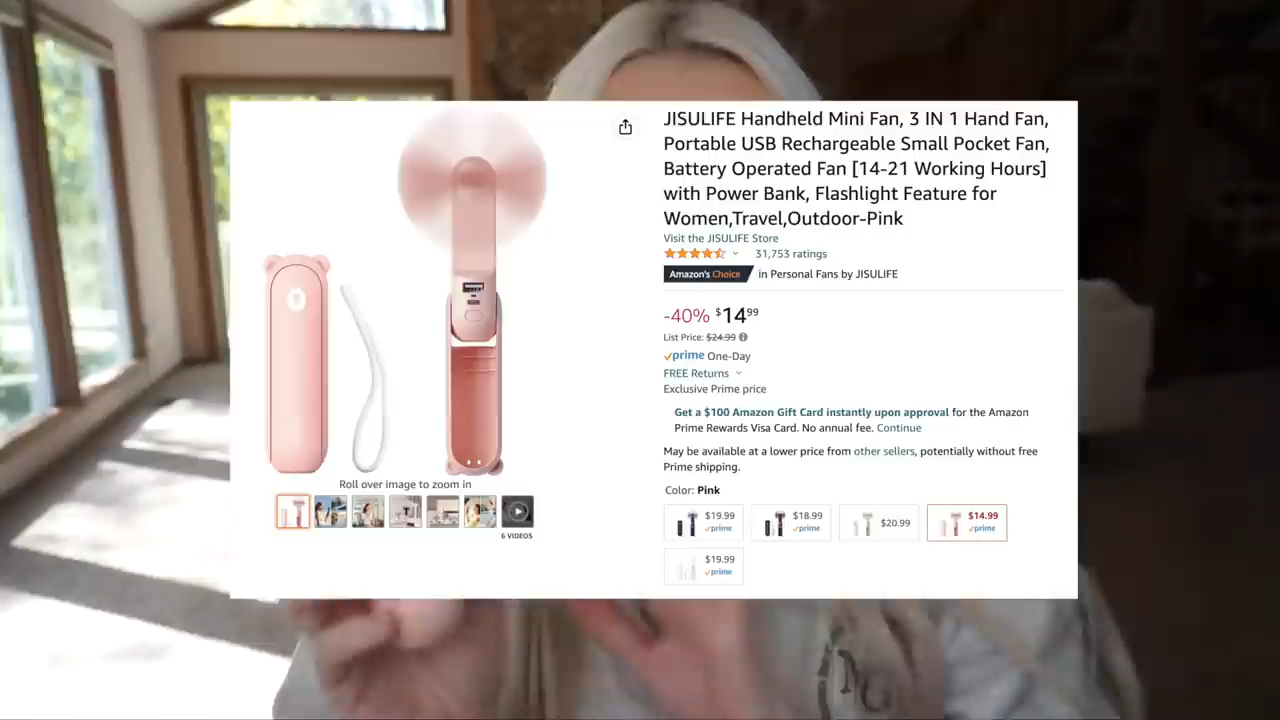 JISULIFE Handheld Mini Fan, 3 IN 1 Hand Fan,
Portable USB Rechargeable Small Pocket Fan,
Battery Operated Fan [14-21 Working Hours]
with Power Bank, Flashlight Feature for
Women,Travel,Outdoor-Pink
Visit the JISULIFE Store
31,753 ratings
Amazon's Choice in Personal Fans by JISULIFE
-40% $14 99
List Price: $24.99
prime One-Day
FREE Returns
Exclusive Prime price
Get a $100 Amazon Gift Card instantly upon approval for the Amazon
Prime Rewards Visa Card. No annual fee. Continue
May be available at a lower price from other sellers, potentially without free
Prime shipping.
Color: Pink
$19.99
prime
$18.99
prime
$20.99
$14.99
prime
$19.99
prime
Roll over image to zoom in
6 VIDEOS